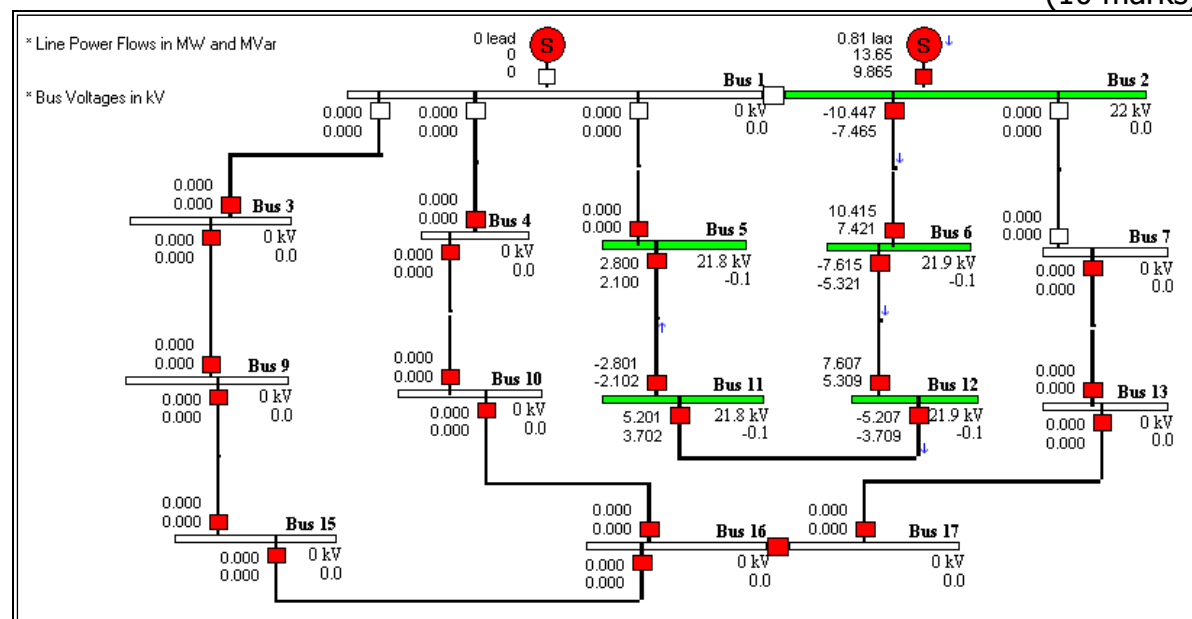 (10 marks)
* Line Power Flows in MW and MVar
* Bus Voltages in kV
0 lead
0
0
S
0.81 lag
13.65
9.865
S
Bus 1
0 kV
0.0
Bus 2
22 kV
0.0
0.000
0.000
0.000
0.000
0.000
0.000
-10.447
-7.465
0.000
0.000
0.000
0.000
Bus 3
0 kV
0.0
0.000
0.000
0.000
0.000
Bus 4
0 kV
0.0
0.000
0.000
0.000
0.000
Bus 5
21.8 kV
-0.1
2.800
2.100
10.415
7.421
Bus 6
21.9 kV
-0.1
-7.615
-5.321
0.000
0.000
Bus 7
0 kV
0.0
0.000
0.000
0.000
0.000
Bus 9
0 kV
0.0
0.000
0.000
0.000
0.000
Bus 10
0 kV
0.0
0.000
0.000
-2.801
-2.102
Bus 11
21.8 kV
-0.1
5.201
3.702
7.607
5.309
Bus 12
21.9 kV
-0.1
-5.207
-3.709
0.000
0.000
Bus 13
0 kV
0.0
0.000
0.000
0.000
0.000
Bus 15
0 kV
0.0
0.000
0.000
0.000
0.000
Bus 16
0 kV
0.0
0.000
0.000
0.000
0.000
Bus 17
0 kV
0.0